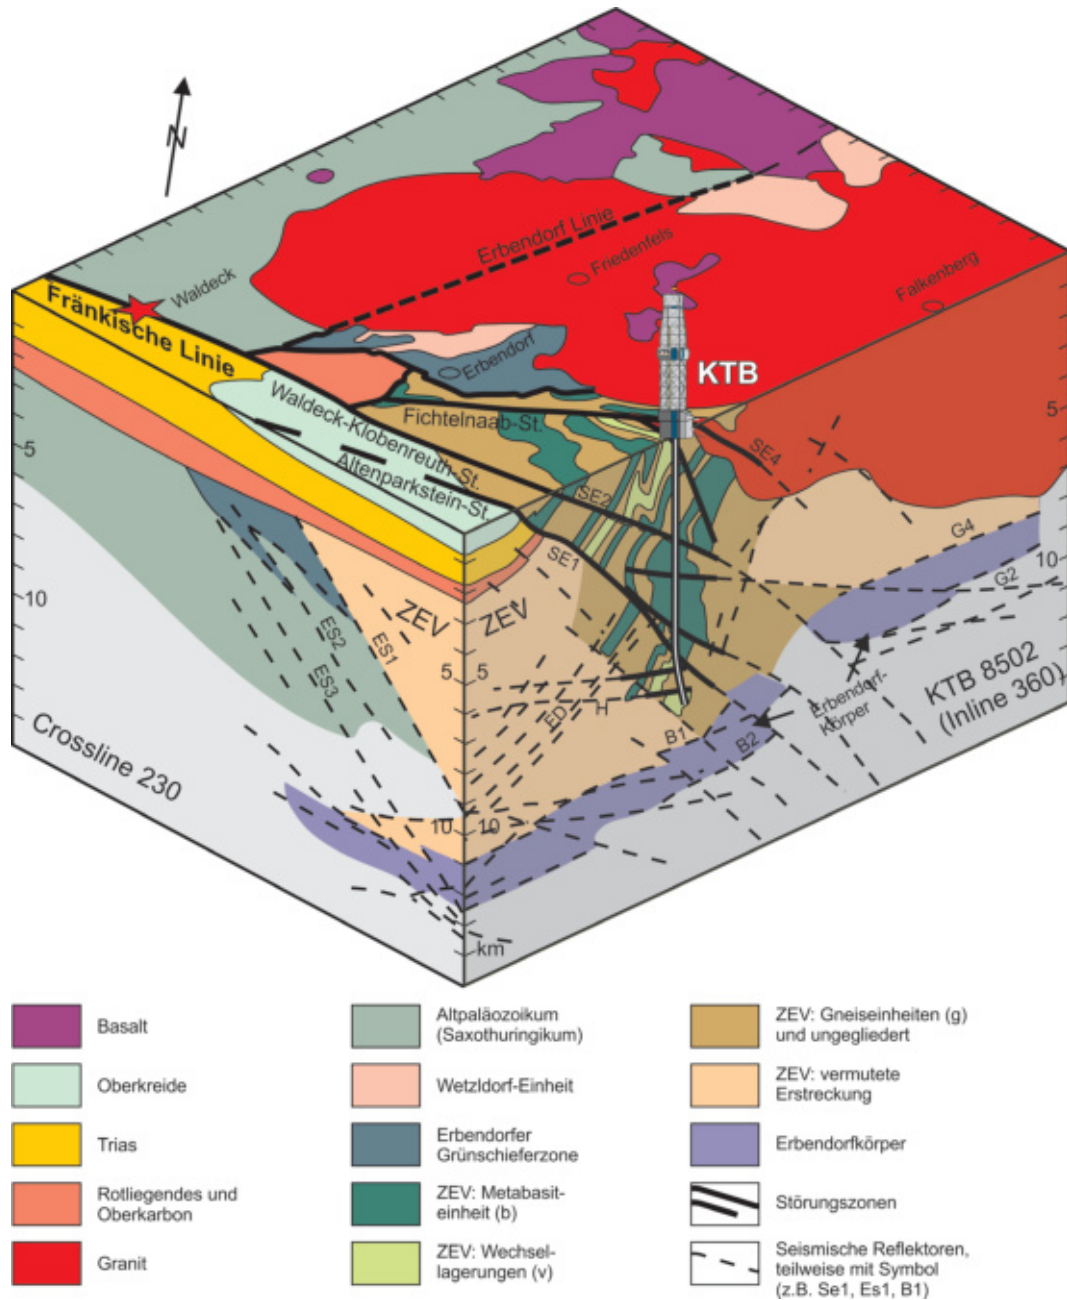 N
Waldeck
Fränkische Linie
Erbendorf Linie
Friedenfels
Falkenberg
Erbendorf
KTB
Waldeck-Klobenreuth-St.
Fichtelnaab-St.
Altenparkstein-St.
SE4
SE2
SE1
5
5
10
10
G4
G2
ZEV
ZEV
ES1
ES2
ES3
5
5
ED
H
B1
B2
Erbendorf-
Körper
KTB 8502
(Inline 360)
Crossline 230
10
10
km
Basalt
Oberkreide
Trias
Rotliegendes und
Oberkarbon
Granit
Altpaläozoikum
(Saxothuringikum)
Wetzldorf-Einheit
Erbendorfer
Grünschieferzone
ZEV: Metabasit-
einheit (b)
ZEV: Wechsel-
lagerungen (v)
ZEV: Gneiseinheiten (g)
und ungegliedert
ZEV: vermutete
Erstreckung
Erbendorfkörper
Störungszonen
Seismische Reflektoren,
teilweise mit Symbol
(z.B. Se1, Es1, B1)